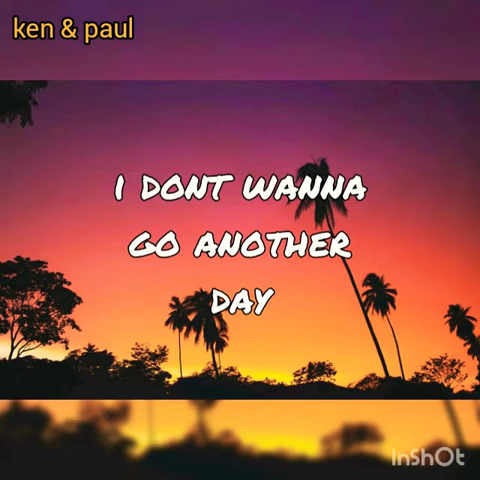 ken & paul
I DONT WANNA
GO ANOTHER
DAY
InShOt